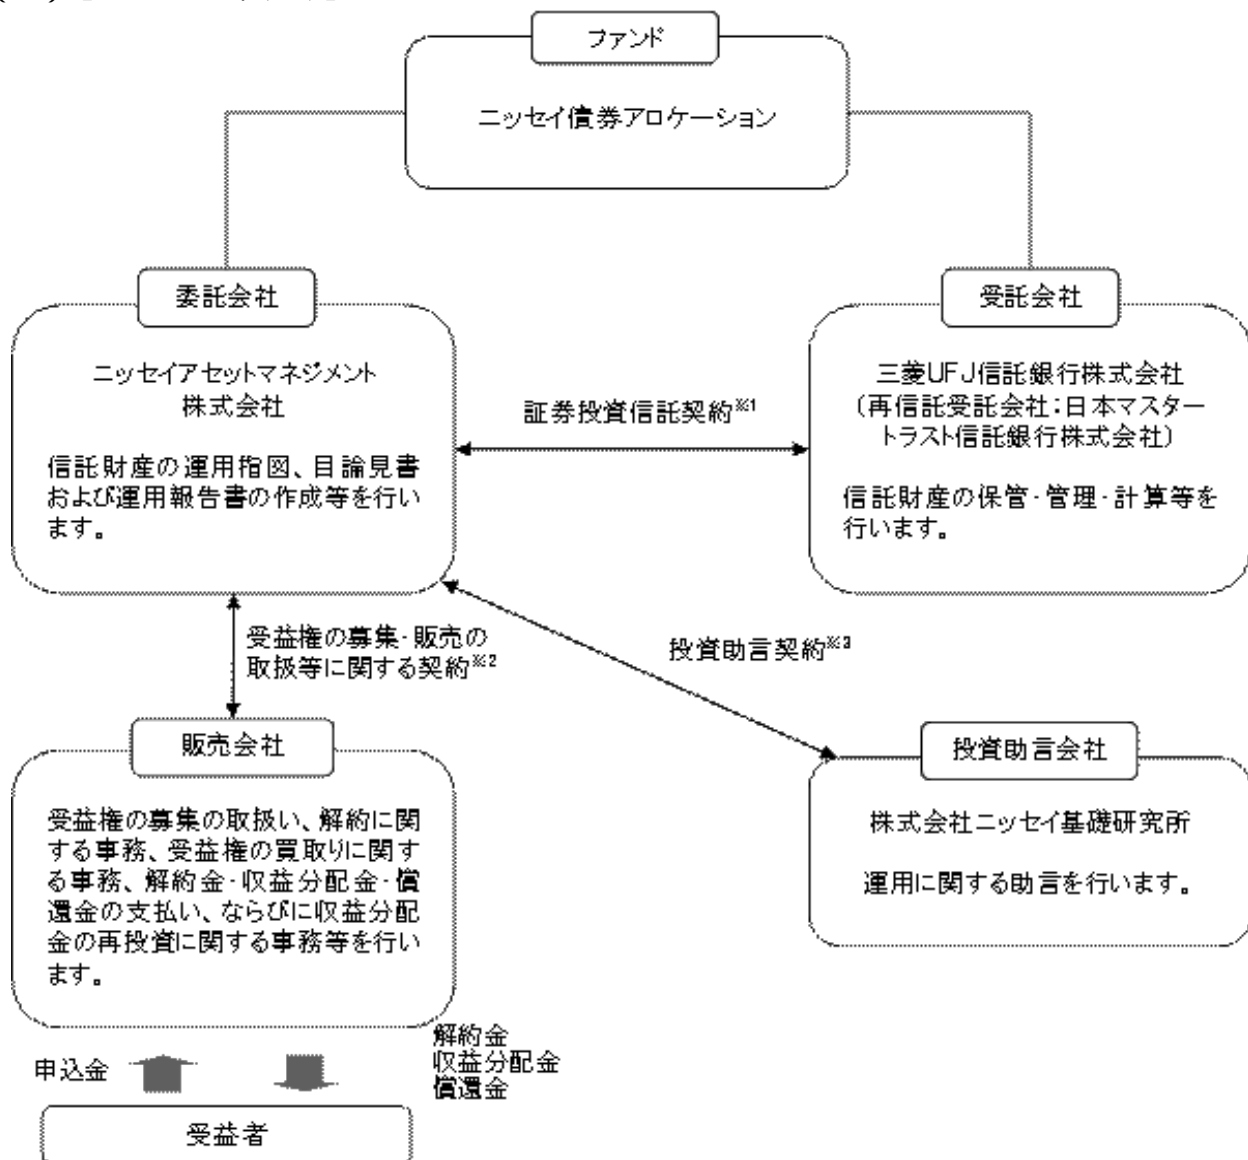 ファンド
ニッセイ債券アロケーション
委託会社
ニッセイアセットマネジメント
株式会社
信託財産の運用指図、目論見書
および運用報告書の作成等を行い
ます。
受託会社
三菱UFJ信託銀行株式会社
(再信託受託会社:日本マスター
トラスト信託銀行株式会社)
信託財産の保管・管理・計算等を
行います。
証券投資信託契約※1
受益権の募集・販売の
取扱等に関する契約※2
投資助言契約※3
販売会社
受益権の募集の取扱い、解約に関
する事務、受益権の買取りに関す
る事務、解約金・収益分配金・償
還金の支払い、ならびに収益分配
金の再投資に関する事務等を行い
ます。
投資助言会社
株式会社ニッセイ基礎研究所
運用に関する助言を行います。
申込金
解約金
収益分配金
償還金
受益者